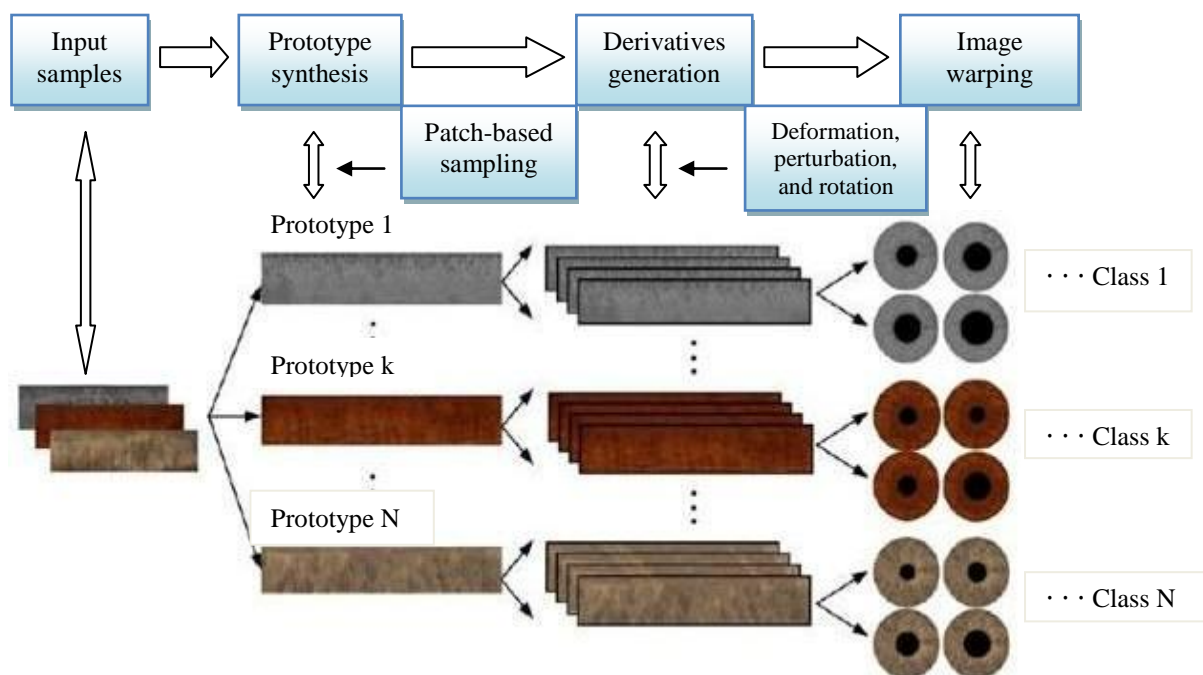 Input
samples
Prototype
synthesis
Derivatives
generation
Image
warping
Patch-based
sampling
Deformation,
perturbation,
and rotation
Prototype 1
· · · Class 1
Prototype k
· · · Class k
Prototype N
· · · Class N